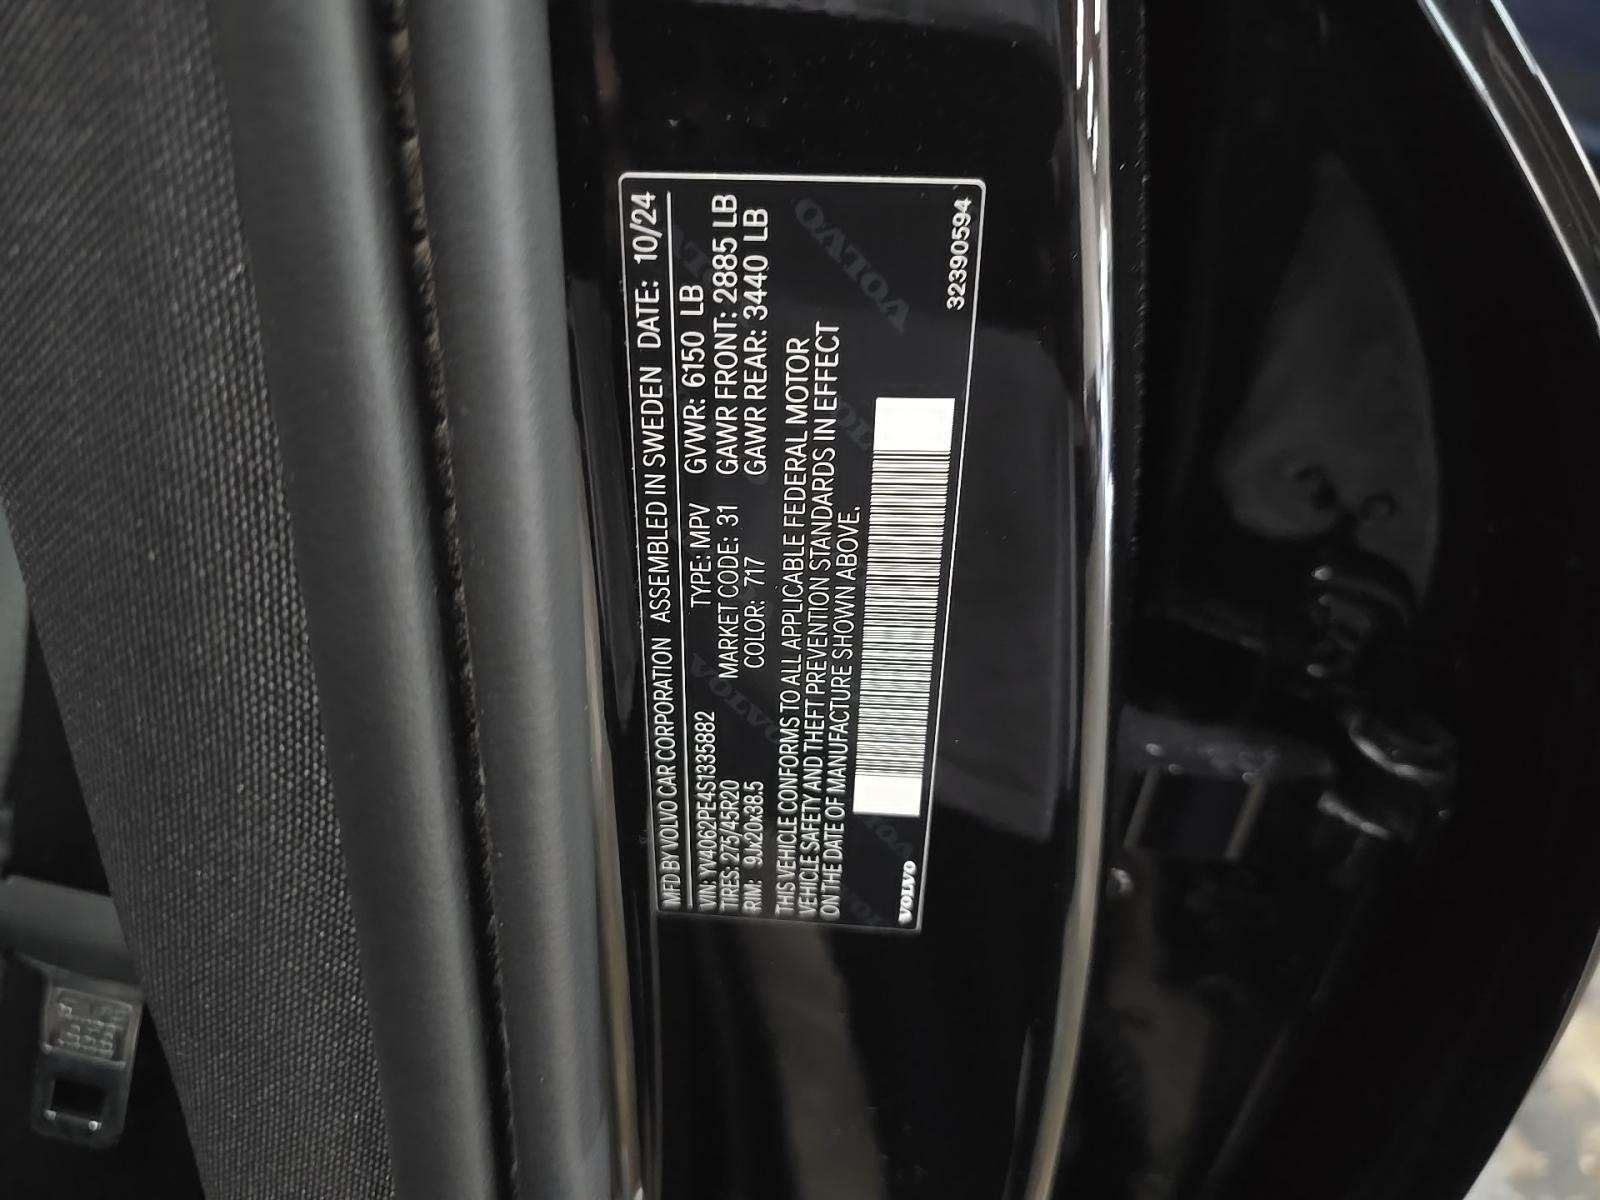 MFD BY VOLVO CAR CORPORATION ASSEMBLED IN SWEDEN DATE: 10/24
VIN: YV4062PE4S1335882 TYPE: MPV GVWR: 6150 LB
TIRES: 275/45R20 MARKET CODE: 31 GAWR FRONT: 2885 LB
RIM: 9Jx20x38.5 COLOR: 717 GAWR REAR: 3440 LB
THIS VEHICLE CONFORMS TO ALL APPLICABLE FEDERAL MOTOR
VEHICLE SAFETY AND THEFT PREVENTION STANDARDS IN EFFECT
ON THE DATE OF MANUFACTURE SHOWN ABOVE.
VOLVO 32390594